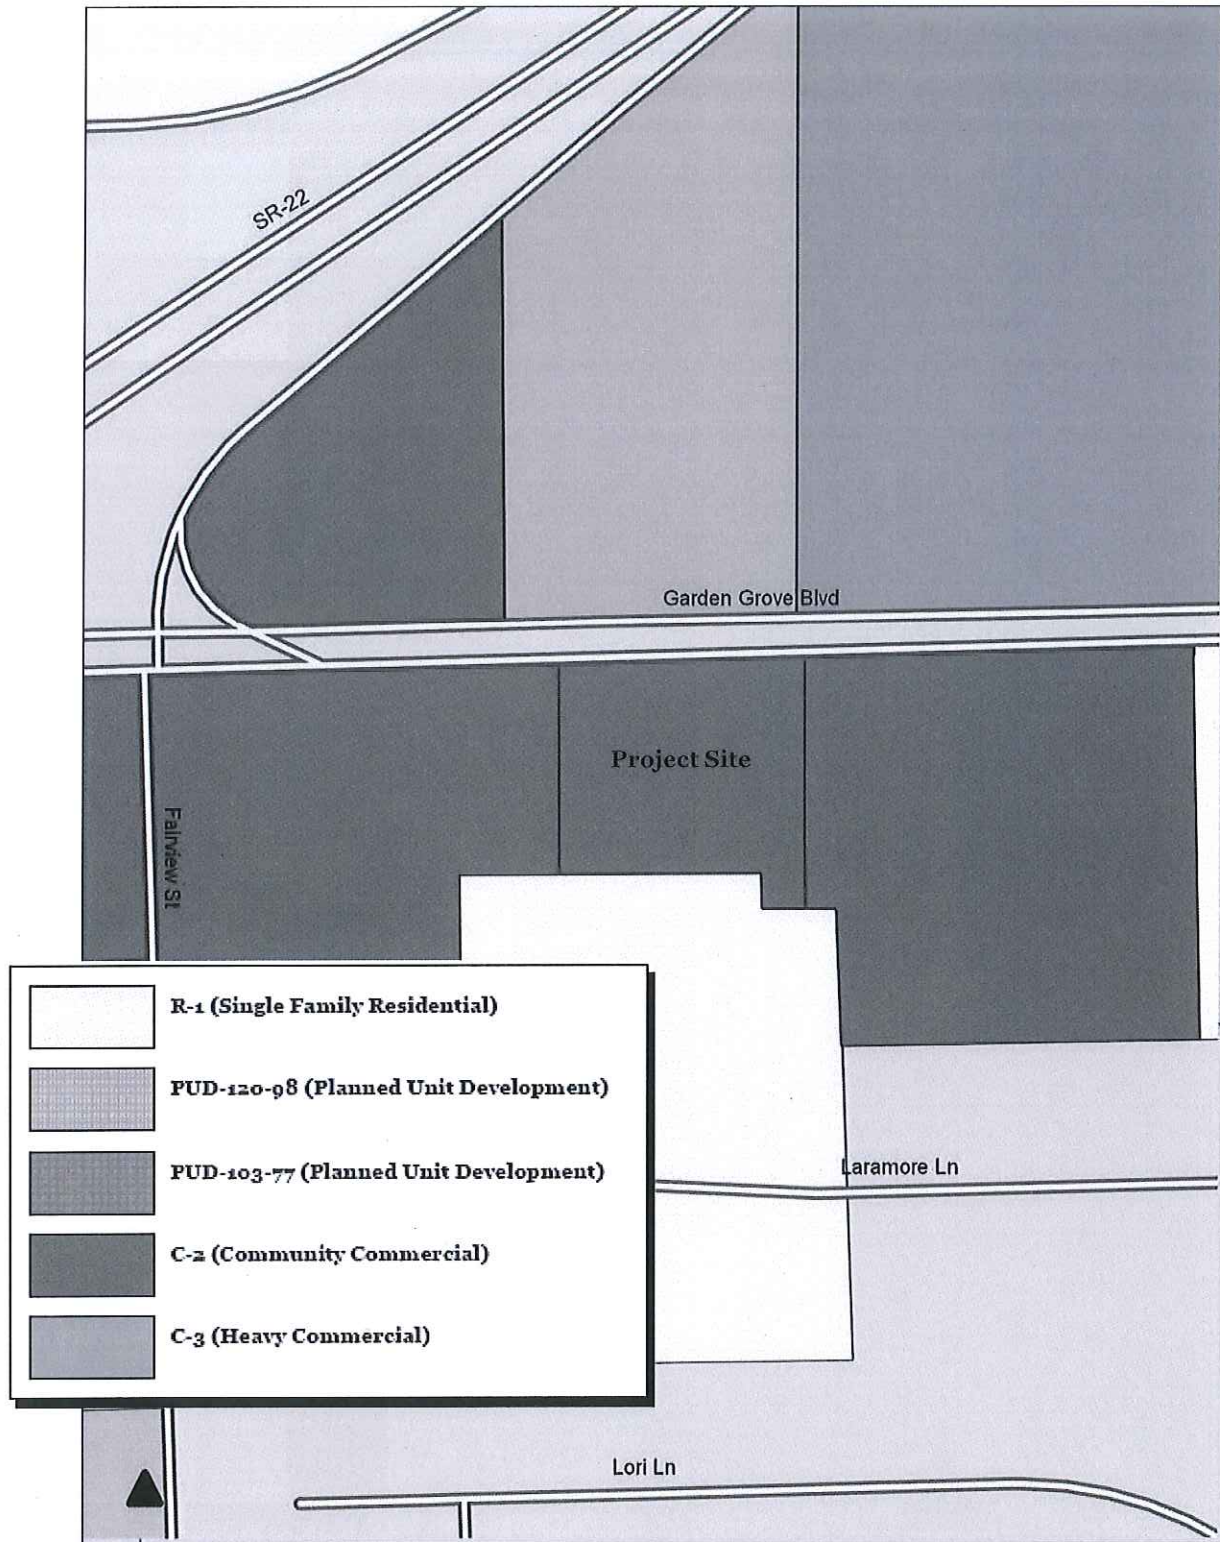 SR-22
Garden Grove Blvd
Project Site
Fairview St
R-1 (Single Family Residential)
PUD-120-98 (Planned Unit Development)
PUD-103-77 (Planned Unit Development)
C-2 (Community Commercial)
C-3 (Heavy Commercial)
Laramore Ln
Lori Ln